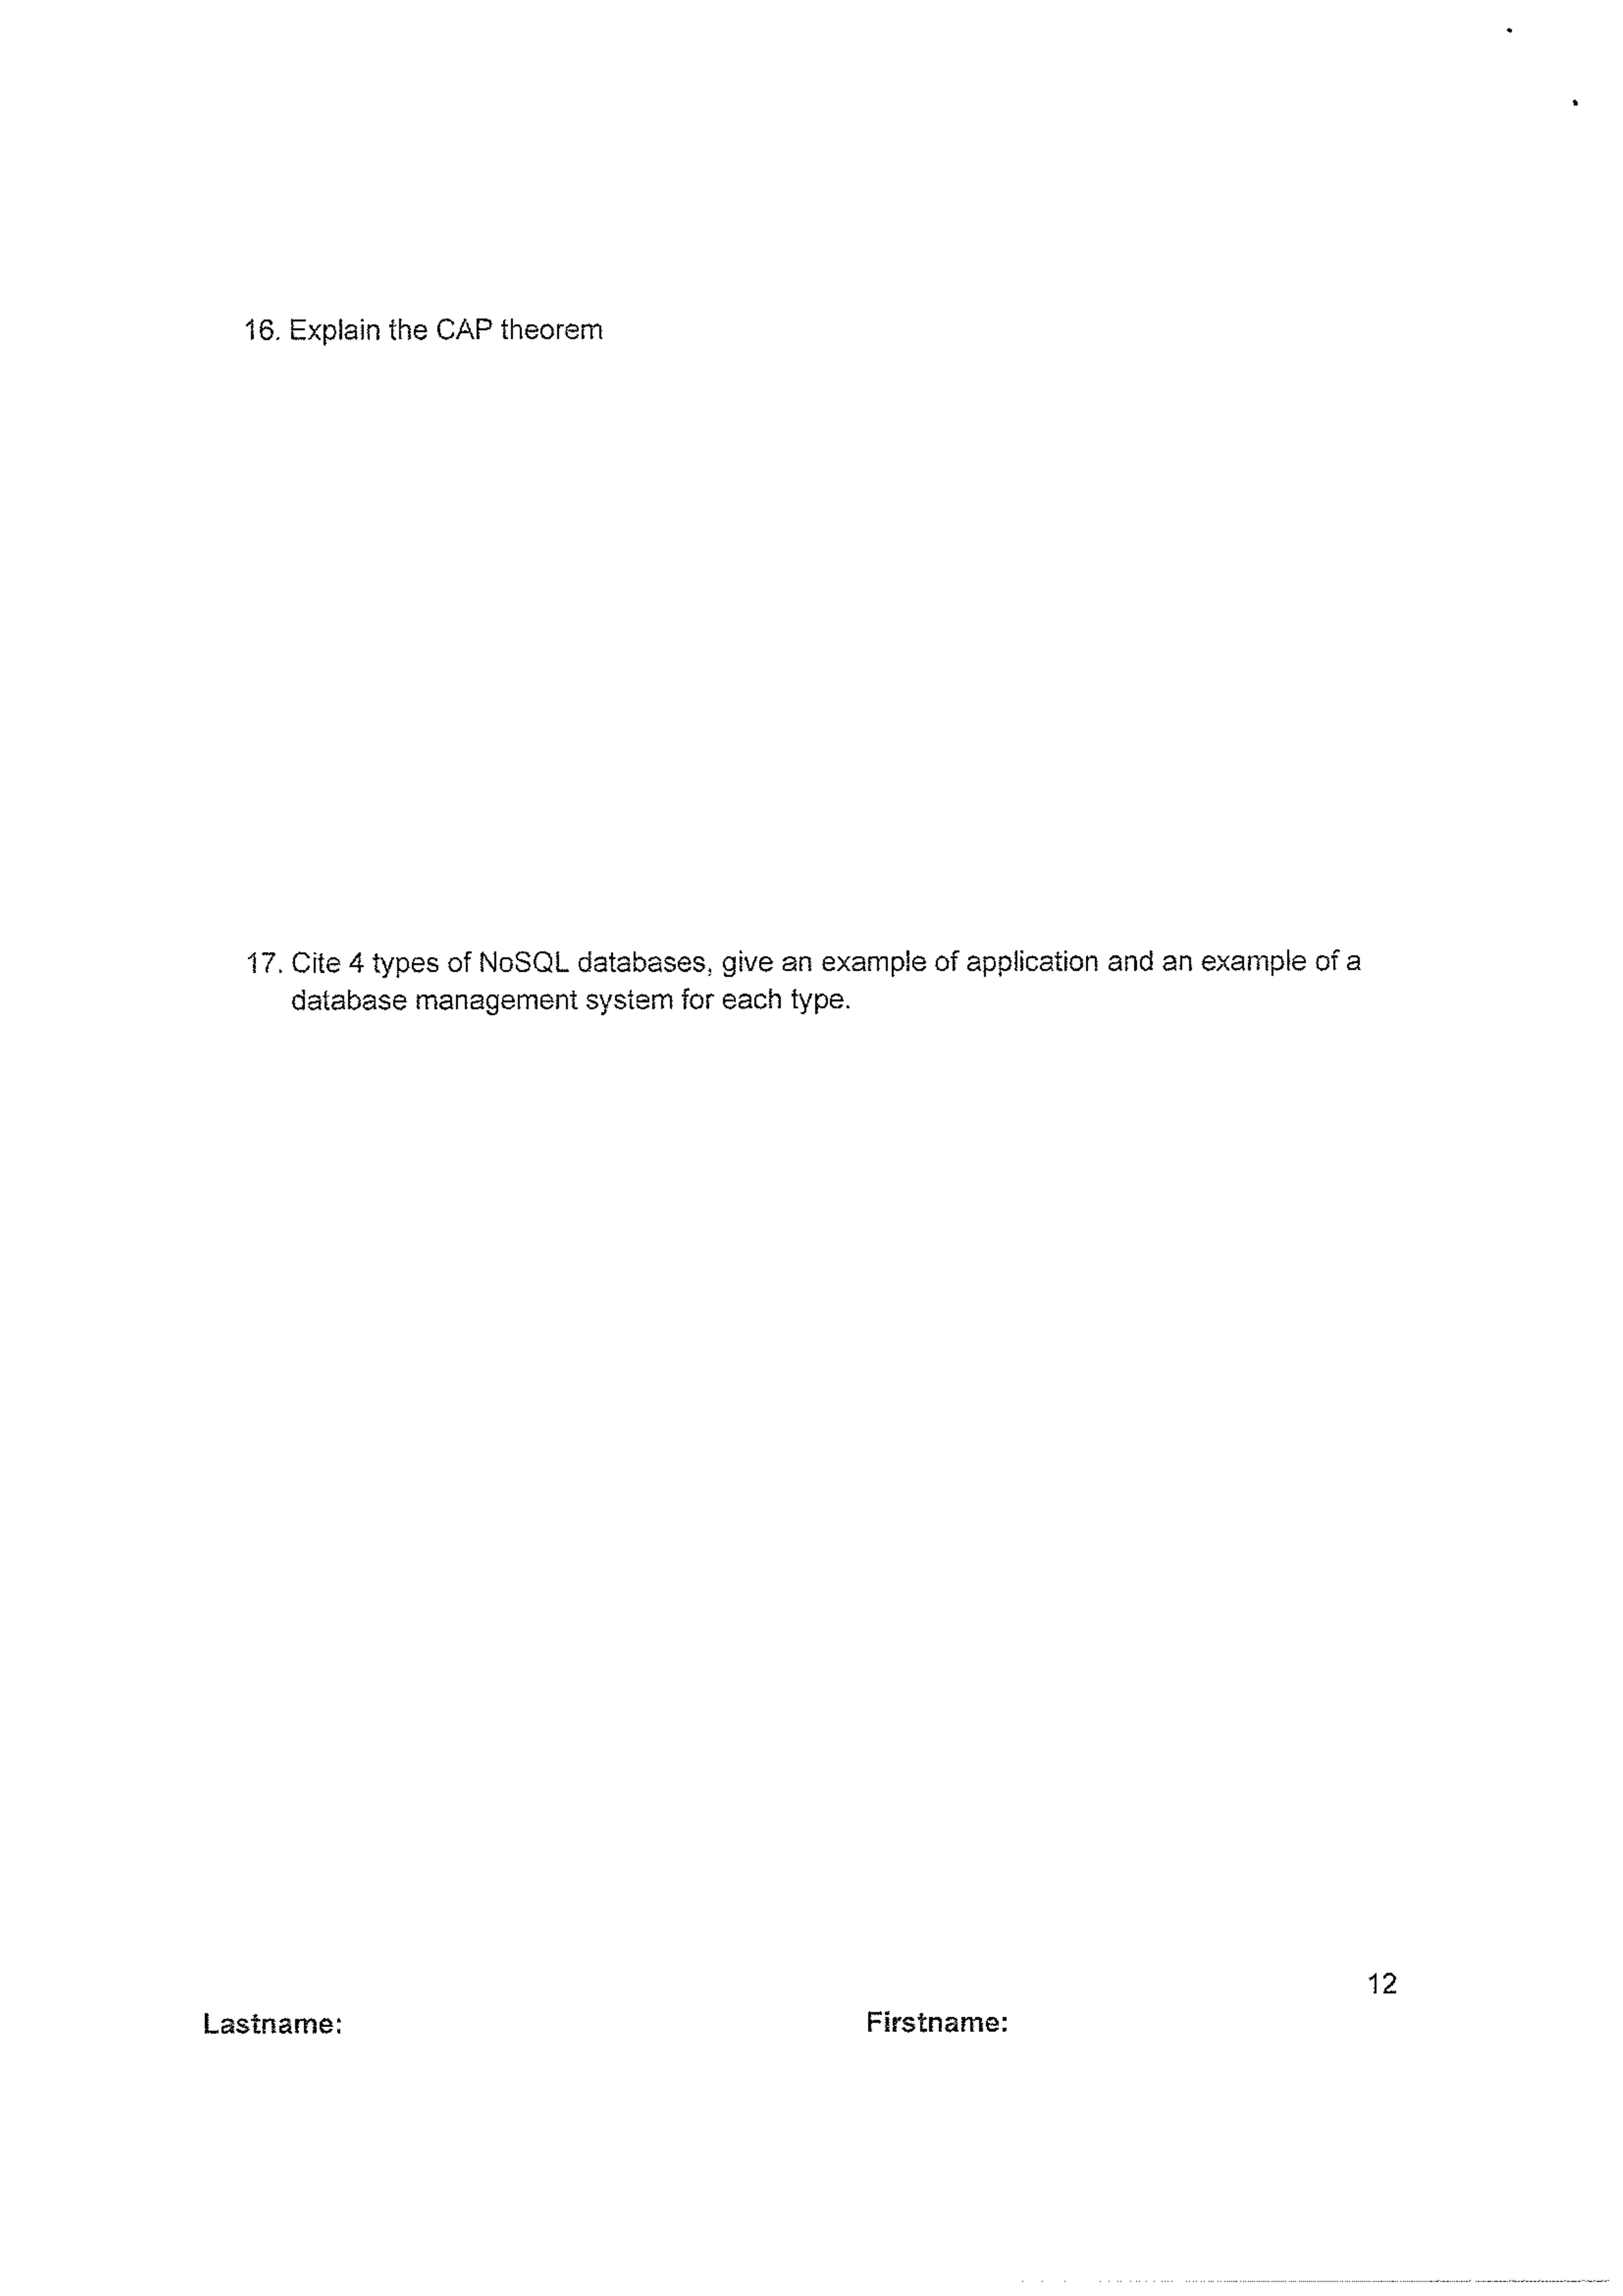 16. Explain the CAP theorem
17. Cite 4 types of NoSQL databases, give an example of application and an example of a
database management system for each type.
12
Lastname: Firstname: